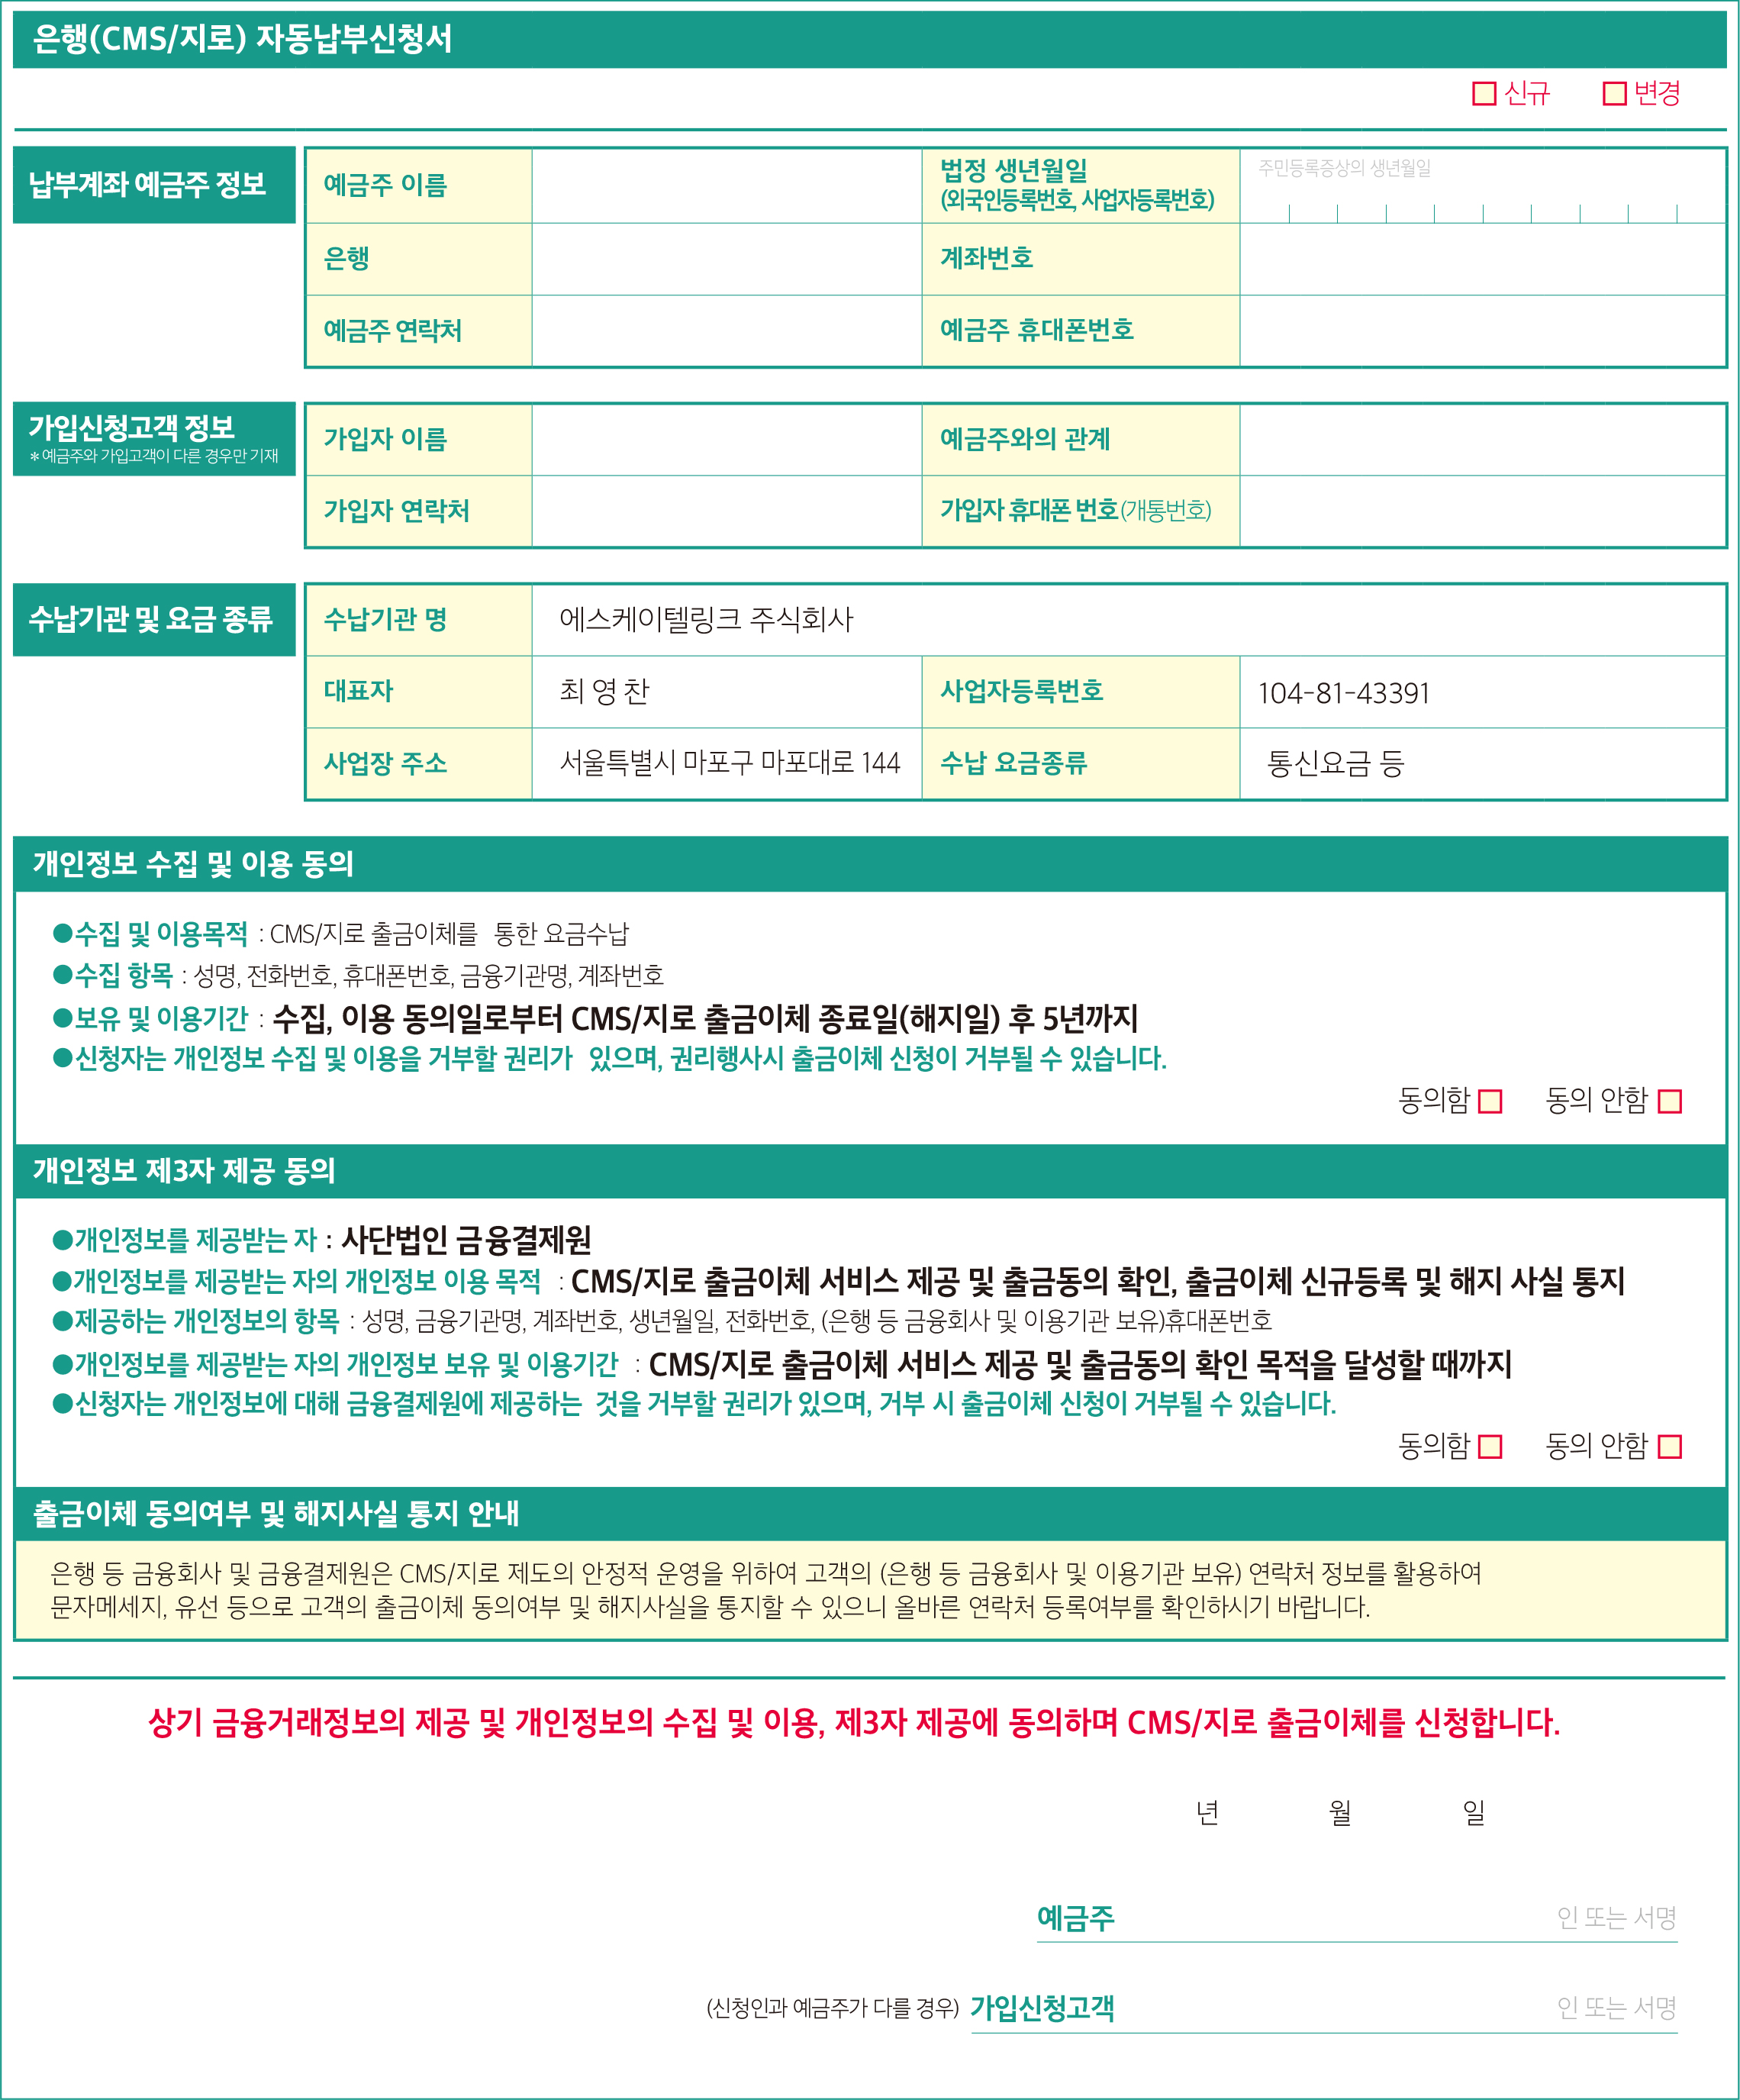 은행(CMS/지로) 자동납부신청서
신규 변경
납부계좌 예금주 정보
예금주 이름
법정 생년월일
(외국인등록번호, 사업자등록번호)
주민등록증상의 생년월일
은행
계좌번호
예금주 연락처
예금주 휴대폰번호
가입신청고객 정보
*예금주와 가입고객이 다른 경우만 기재
가입자 이름
예금주와의 관계
가입자 연락처
가입자 휴대폰 번호(개통번호)
수납기관 및 요금 종류
수납기관 명
에스케이텔링크 주식회사
대표자
최 영 찬
사업자등록번호
104-81-43391
사업장 주소
서울특별시 마포구 마포대로 144
수납 요금종류
통신요금 등
개인정보 수집 및 이용 동의
●수집 및 이용목적 : CMS/지로 출금이체를 통한 요금수납
●수집 항목 : 성명, 전화번호, 휴대폰번호, 금융기관명, 계좌번호
●보유 및 이용기간 : 수집, 이용 동의일로부터 CMS/지로 출금이체 종료일(해지일) 후 5년까지
●신청자는 개인정보 수집 및 이용을 거부할 권리가 있으며, 권리행사시 출금이체 신청이 거부될 수 있습니다.
동의함 동의 안함
개인정보 제3자 제공 동의
●개인정보를 제공받는 자 : 사단법인 금융결제원
●개인정보를 제공받는 자의 개인정보 이용 목적 : CMS/지로 출금이체 서비스 제공 및 출금동의 확인, 출금이체 신규등록 및 해지 사실 통지
●제공하는 개인정보의 항목 : 성명, 금융기관명, 계좌번호, 생년월일, 전화번호, (은행 등 금융회사 및 이용기관 보유)휴대폰번호
●개인정보를 제공받는 자의 개인정보 보유 및 이용기간 : CMS/지로 출금이체 서비스 제공 및 출금동의 확인 목적을 달성할 때까지
●신청자는 개인정보에 대해 금융결제원에 제공하는 것을 거부할 권리가 있으며, 거부 시 출금이체 신청이 거부될 수 있습니다.
동의함 동의 안함
출금이체 동의여부 및 해지사실 통지 안내
은행 등 금융회사 및 금융결제원은 CMS/지로 제도의 안정적 운영을 위하여 고객의 (은행 등 금융회사 및 이용기관 보유) 연락처 정보를 활용하여
문자메세지, 유선 등으로 고객의 출금이체 동의여부 및 해지사실을 통지할 수 있으니 올바른 연락처 등록여부를 확인하시기 바랍니다.
상기 금융거래정보의 제공 및 개인정보의 수집 및 이용, 제3자 제공에 동의하며 CMS/지로 출금이체를 신청합니다.
년 월 일
예금주 인 또는 서명
(신청인과 예금주가 다를 경우) 가입신청고객 인 또는 서명